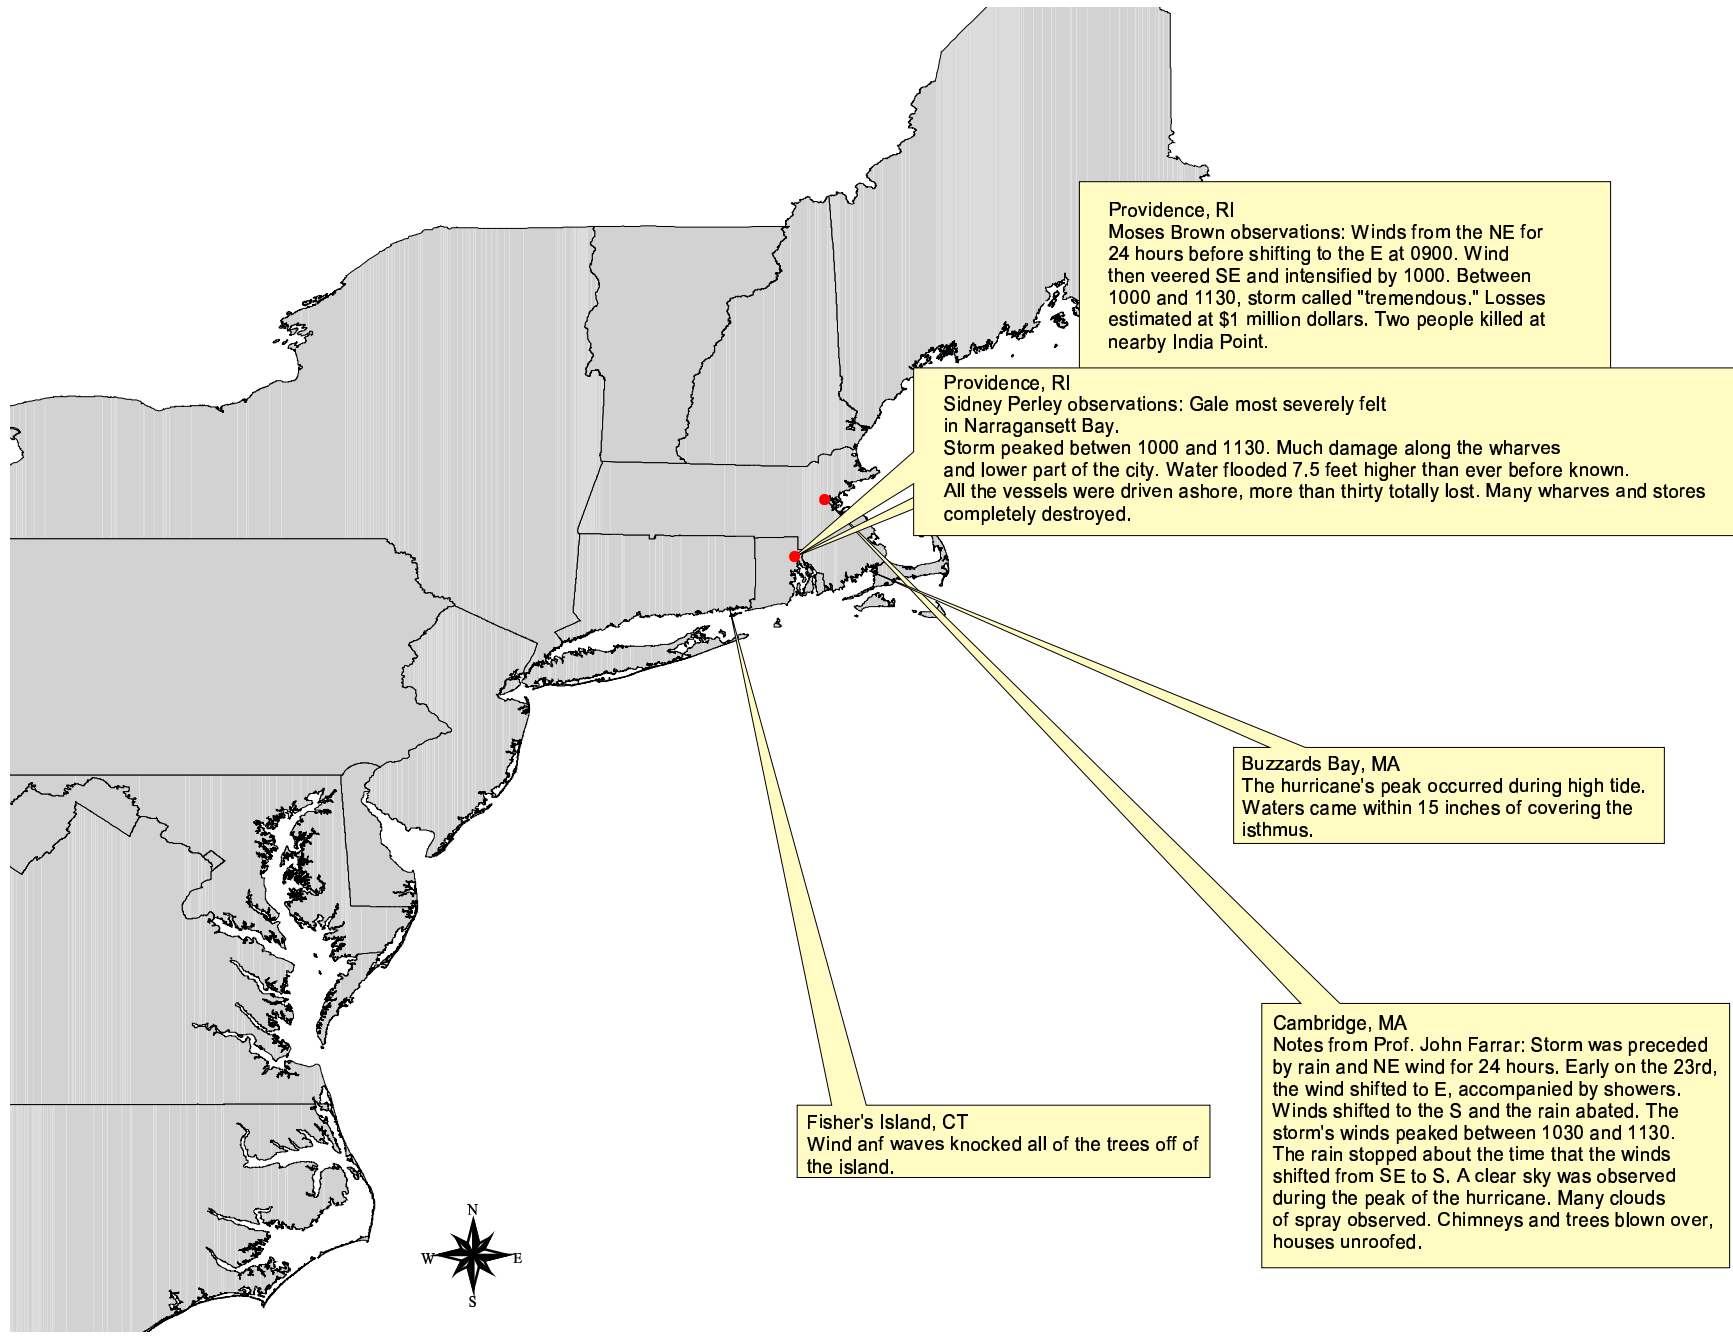 Providence, RI
Moses Brown observations: Winds from the NE for
24 hours before shifting to the E at 0900. Wind
then veered SE and intensified by 1000. Between
1000 and 1130, storm called "tremendous." Losses
estimated at $1 million dollars. Two people killed at
nearby India Point.
Providence, RI
Sidney Perley observations: Gale most severely felt
in Narragansett Bay.
Storm peaked betwen 1000 and 1130. Much damage along the wharves
and lower part of the city. Water flooded 7.5 feet higher than ever before known.
All the vessels were driven ashore, more than thirty totally lost. Many wharves and stores
completely destroyed.
Buzzards Bay, MA
The hurricane's peak occurred during high tide.
Waters came within 15 inches of covering the
isthmus.
Cambridge, MA
Notes from Prof. John Farrar: Storm was preceded
by rain and NE wind for 24 hours. Early on the 23rd,
the wind shifted to E, accompanied by showers.
Winds shifted to the S and the rain abated. The
storm's winds peaked between 1030 and 1130.
The rain stopped about the time that the winds
shifted from SE to S. A clear sky was observed
during the peak of the hurricane. Many clouds
of spray observed. Chimneys and trees blown over,
houses unroofed.
Fisher's Island, CT
Wind anf waves knocked all of the trees off of
the island.
N
W
E
S